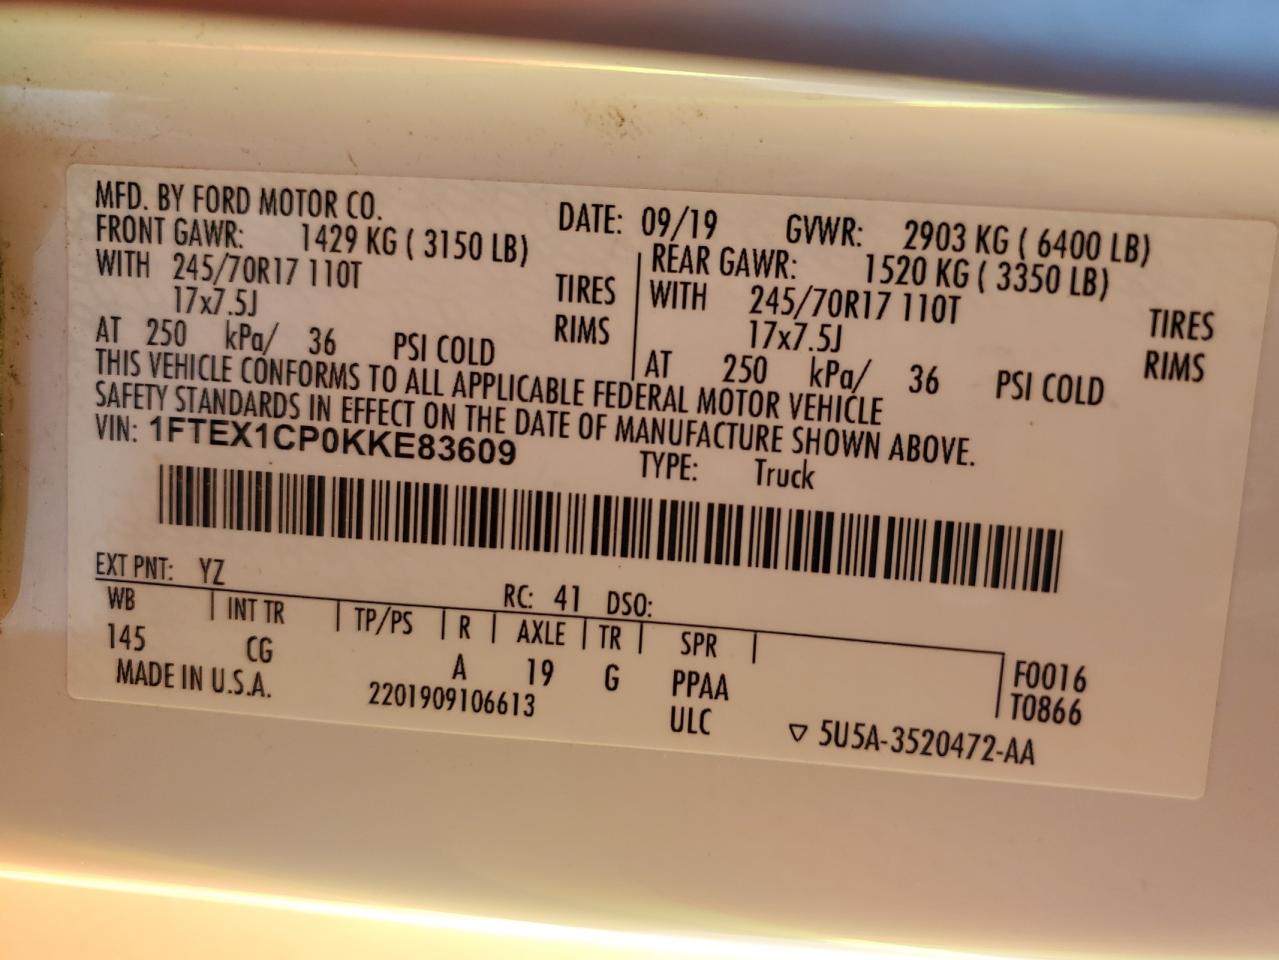 MFD. BY FORD MOTOR CO. DATE: 09/19 GVWR: 2903 KG ( 6400 LB)
FRONT GAWR: 1429 KG ( 3150 LB) REAR GAWR: 1520 KG ( 3350 LB)
WITH 245/70R17 110T TIRES WITH 245/70R17 110T TIRES
17x7.5J RIMS 17x7.5J RIMS
AT 250 kPa/ 36 PSI COLD AT 250 kPa/ 36 PSI COLD
THIS VEHICLE CONFORMS TO ALL APPLICABLE FEDERAL MOTOR VEHICLE
SAFETY STANDARDS IN EFFECT ON THE DATE OF MANUFACTURE SHOWN ABOVE.
VIN: 1FTEX1CP0KKE83609 TYPE: Truck
EXT PNT: YZ RC: 41 DSO:
WB INT TR TP/PS R AXLE TR SPR
145 CG A 19 G PPAA F0016
MADE IN U.S.A. 2201909106613 ULC T0866
▽ 5U5A-3520472-AA